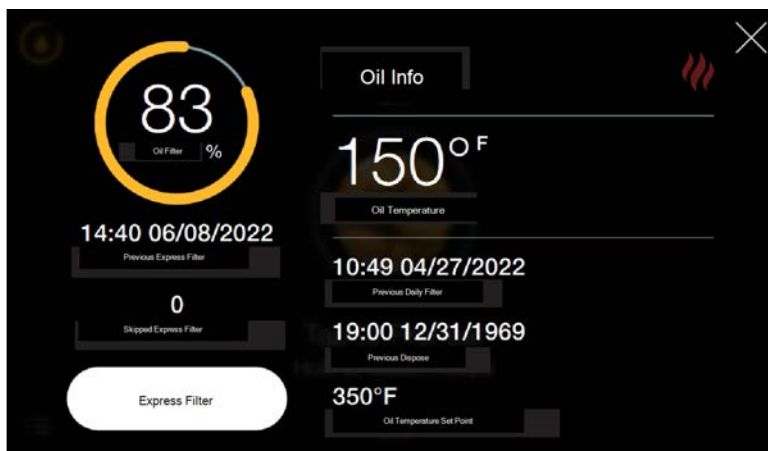 83
Oil Filter %
14:40 06/08/2022
Previous Express Filter
0
Skipped Express Filter
Express Filter
Oil Info
150° F
Oil Temperature
10:49 04/27/2022
Previous Daily Filter
19:00 12/31/1969
Previous Dispose
350°F
Oil Temperature Set Point